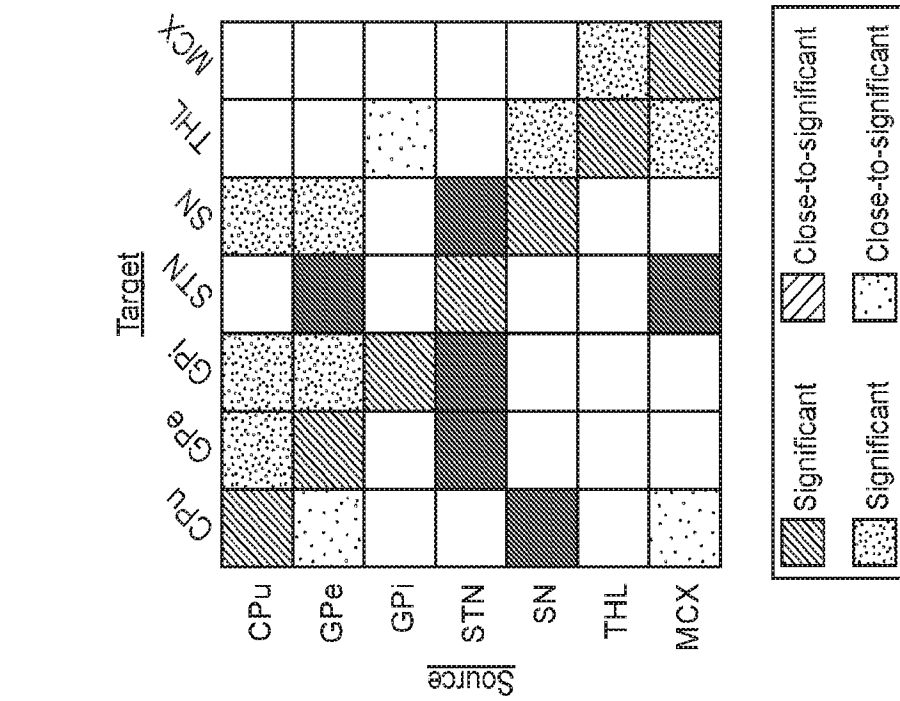 Target
CPu GPe GPi STN SN THL MCX
Source
CPu
GPe
GPi
STN
SN
THL
MCX
Significant
Close-to-significant
Significant
Close-to-significant